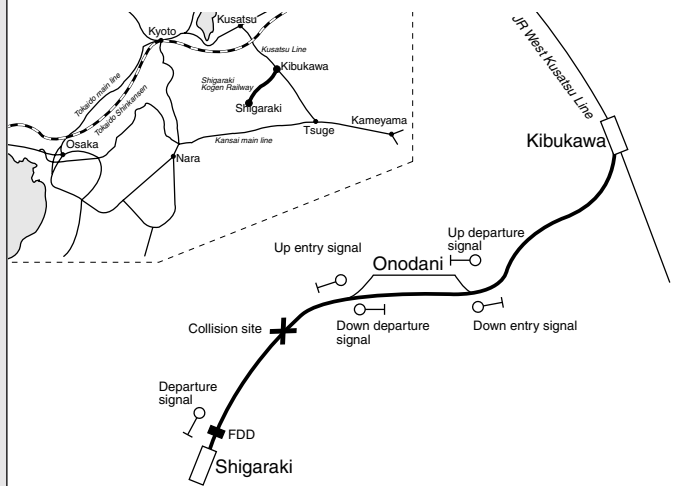 Kusatsu
Kyoto
Kusatsu Line
Kibukawa
Shigaraki
Kogen Railway
Shigaraki
Tokaido main line
Tokaido Shinkansen
Tsuge
Kameyama
Kansai main line
Osaka
Nara
JR West Kusatsu Line
Kibukawa
Up departure
signal
Up entry signal
Onodani
Collision site
Down departure
signal
Down entry signal
Departure
signal
FDD
Shigaraki